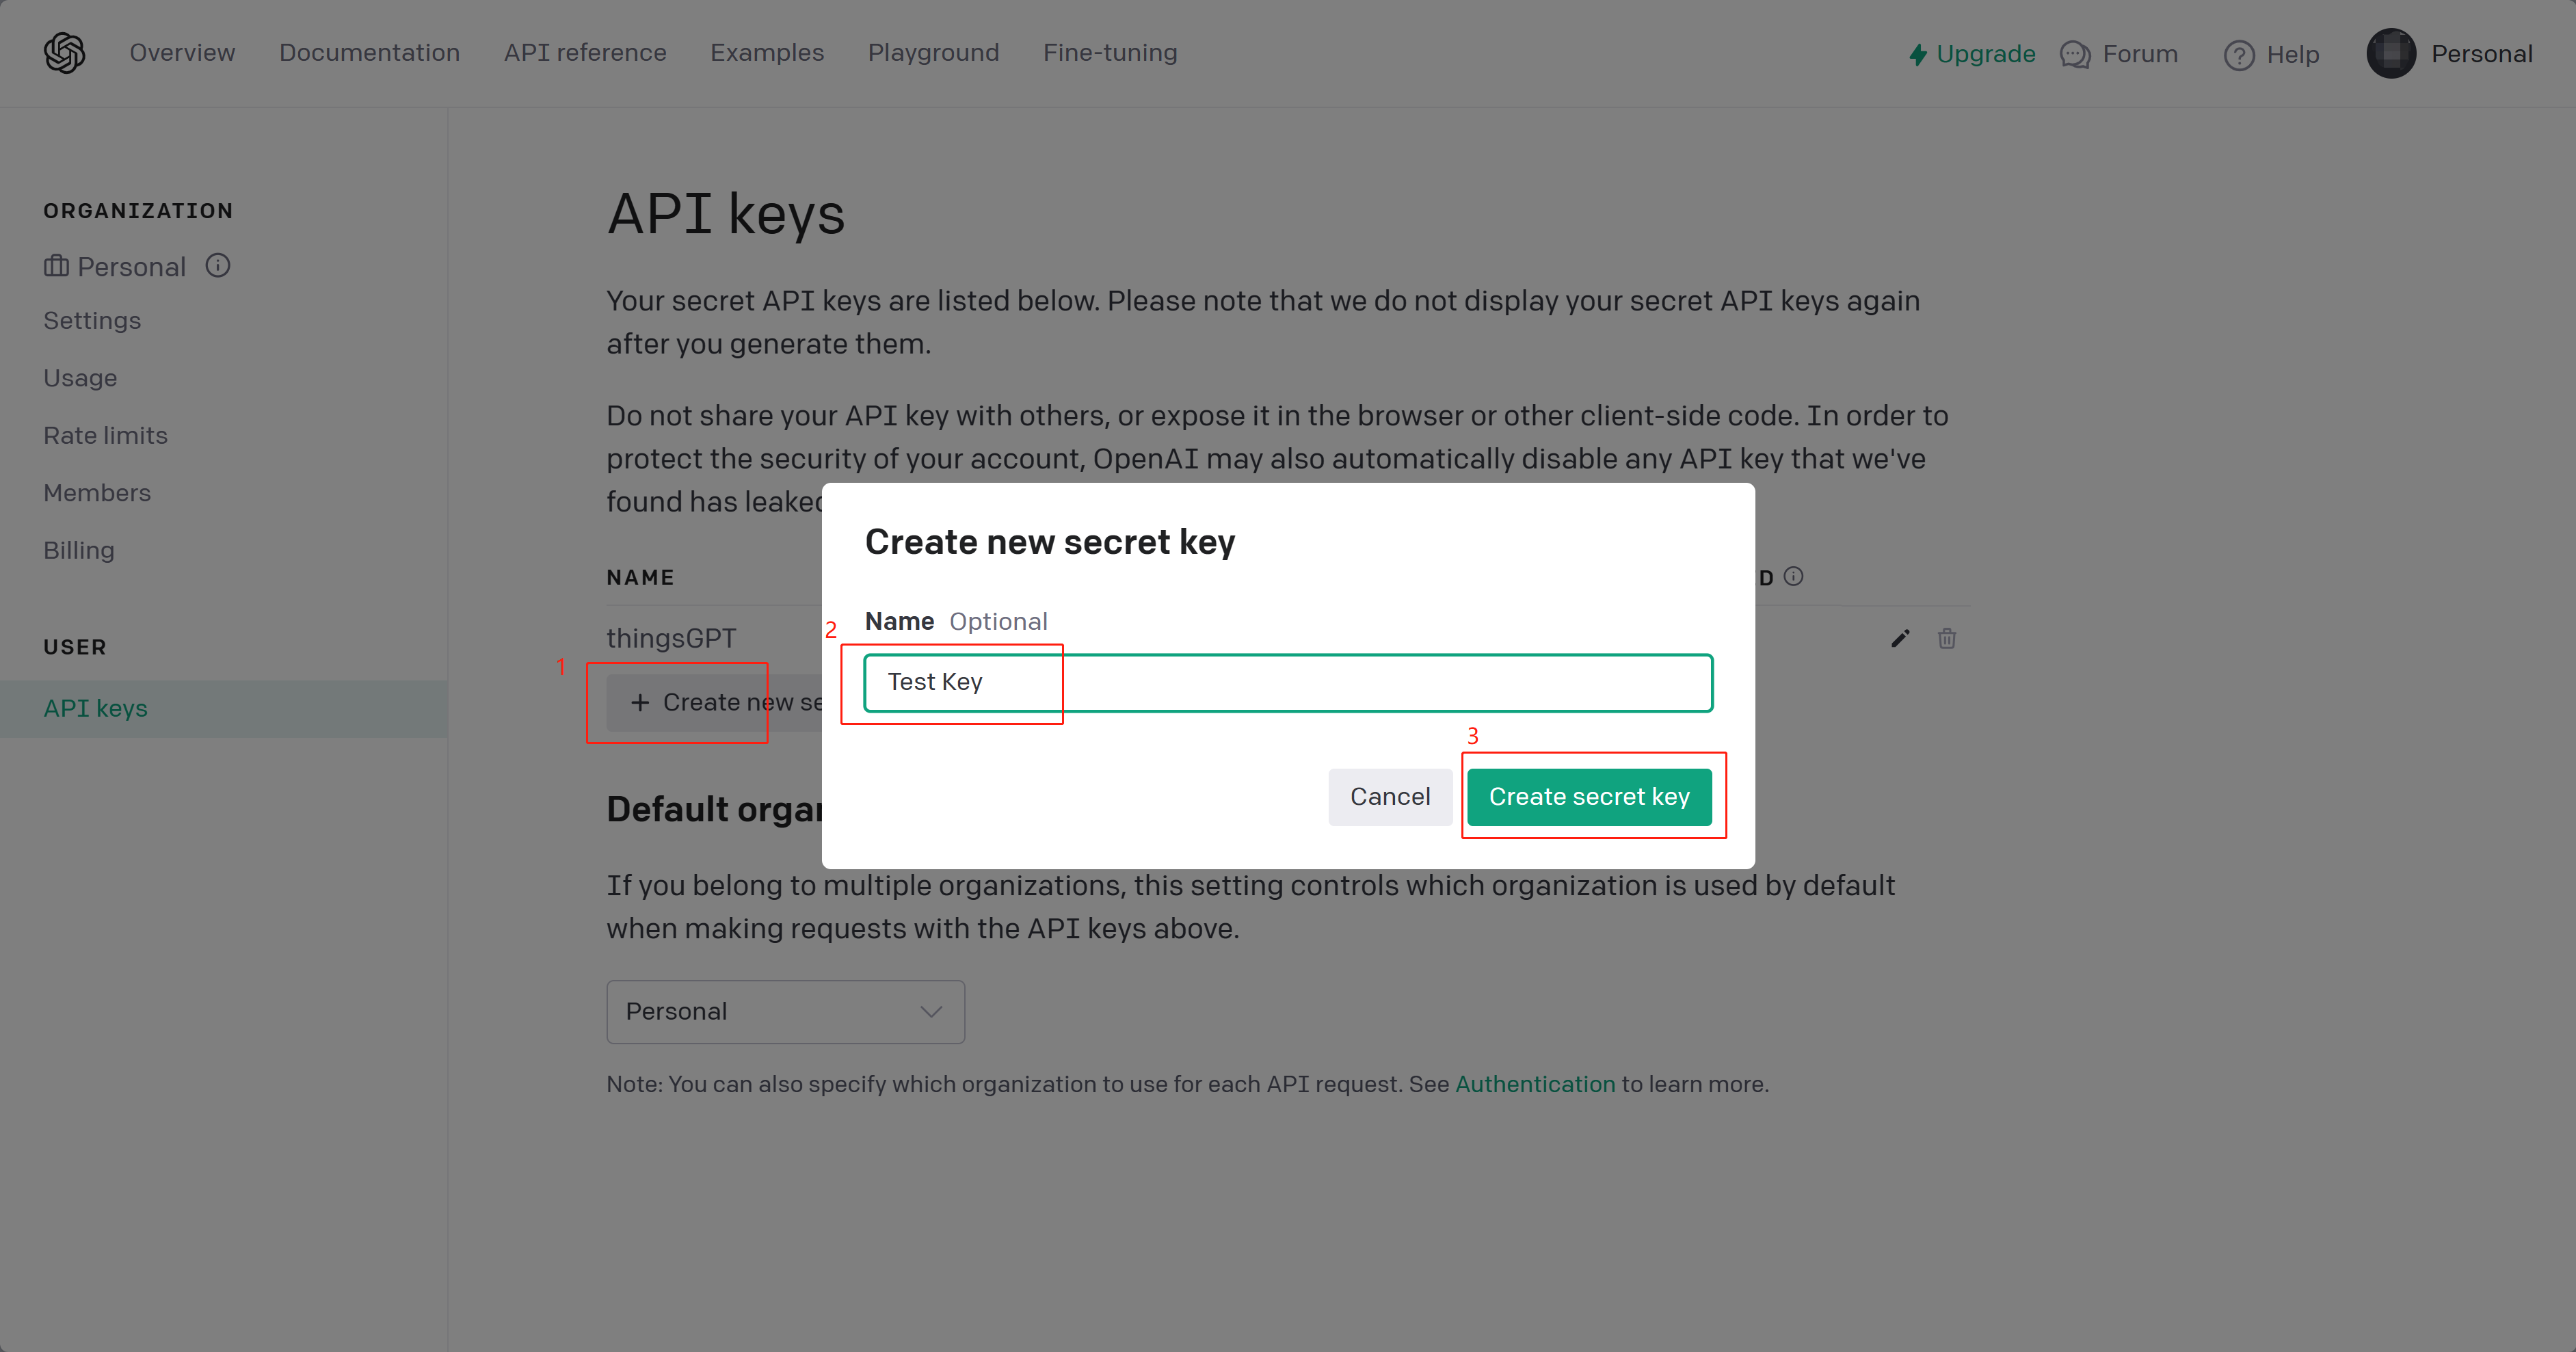 Overview Documentation API reference Examples Playground Fine-tuning Upgrade Forum Help Personal
ORGANIZATION
Personal
Settings
Usage
Rate limits
Members
Billing
USER
API keys
API keys
Your secret API keys are listed below. Please note that we do not display your secret API keys again
after you generate them.
Do not share your API key with others, or expose it in the browser or other client-side code. In order to
protect the security of your account, OpenAI may also automatically disable any API key that we've
found has leaked
NAME
D
thingsGPT
1
+ Create new se
Create new secret key
Name Optional
2
Test Key
3
Cancel
Create secret key
Default organ
If you belong to multiple organizations, this setting controls which organization is used by default
when making requests with the API keys above.
Personal
Note: You can also specify which organization to use for each API request. See Authentication to learn more.